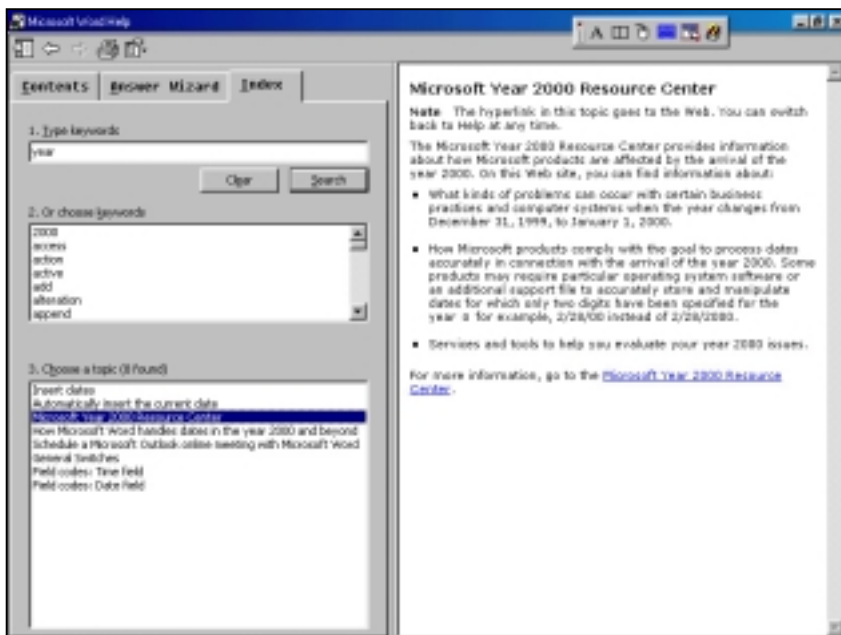 Microsoft Word Help
Contents
Answer Wizard
Index
1. Type keywords
year
Clear
Search
2. Or choose keywords
2000
access
action
active
add
alteration
append
3. Choose a topic (8 found)
Insert dates
Automatically insert the current date
Microsoft Year 2000 Resource Center
How Microsoft Word handles dates in the year 2000 and beyond
Schedule a Microsoft Outlook online meeting with Microsoft Word
General Switches
Field codes: Time field
Field codes: Date field
Microsoft Year 2000 Resource Center
Note The hyperlink in this topic goes to the Web. You can switch
back to Help at any time.
The Microsoft Year 2000 Resource Center provides information
about how Microsoft products are affected by the arrival of the
year 2000. On this Web site, you can find information about:
• What kinds of problems can occur with certain business
practices and computer systems when the year changes from
December 31, 1999, to January 1, 2000.
• How Microsoft products comply with the goal to process dates
accurately in connection with the arrival of the year 2000. Some
products may require particular operating system software or
an additional support file to accurately store and manipulate
dates for which only two digits have been specified for the
year o for example, 2/28/00 instead of 2/28/2000.
• Services and tools to help you evaluate your year 2000 issues.
For more information, go to the Microsoft Year 2000 Resource
Center.